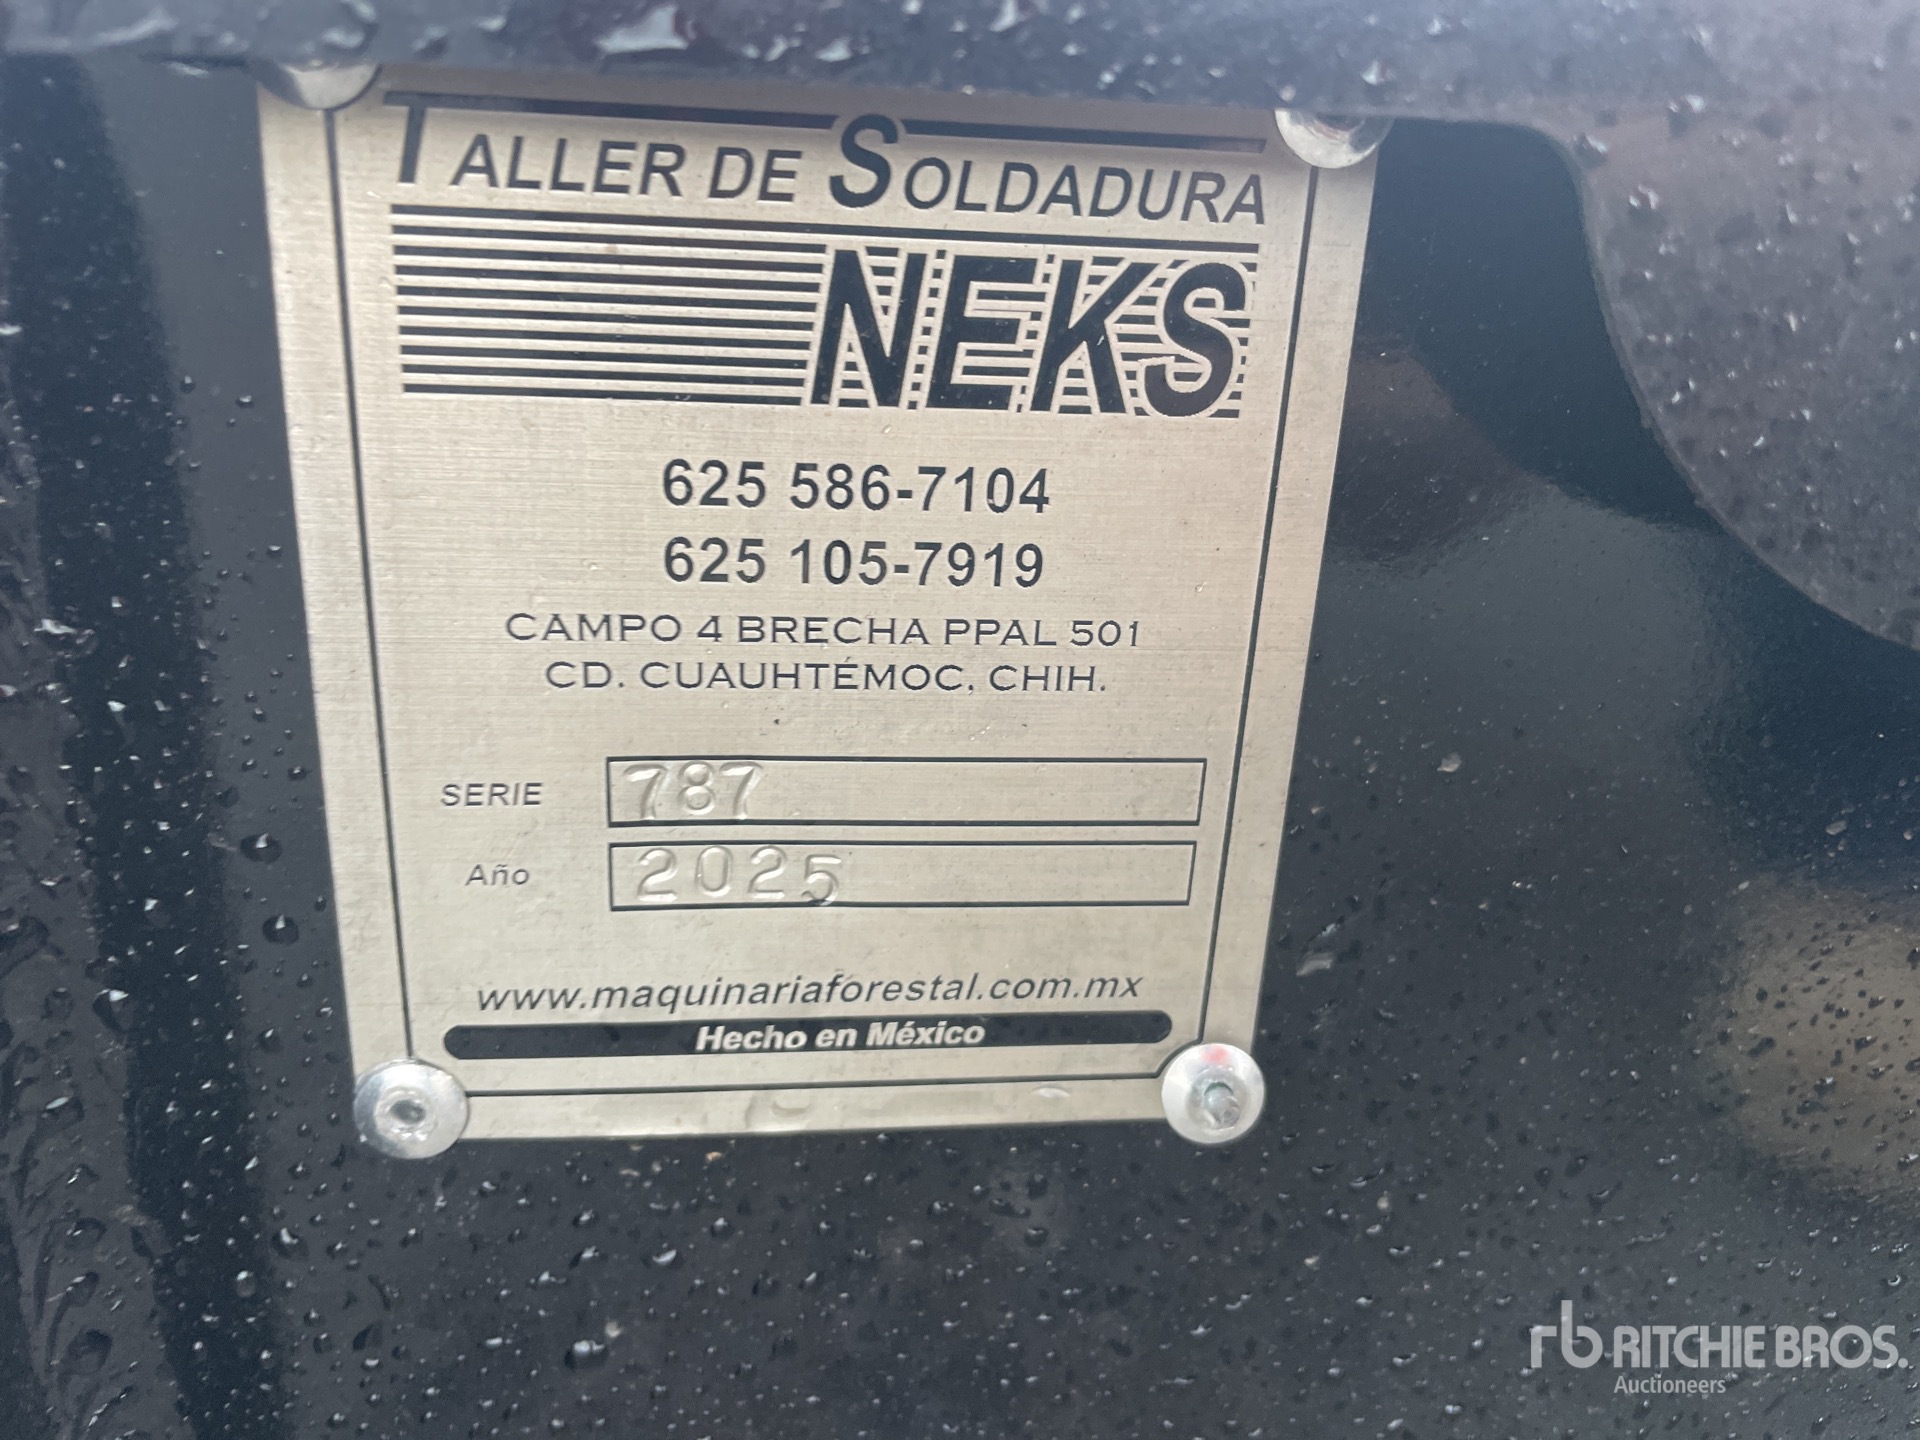 TALLER DE SOLDADURA
NEKS
625 586-7104
625 105-7919
CAMPO 4 BRECHA PPAL 501
CD. CUAUHTÉMOC, CHIH.
SERIE 787
Año 2025
www.maquinariaforestal.com.mx
Hecho en México
rb RITCHIE BROS.
Auctioneers